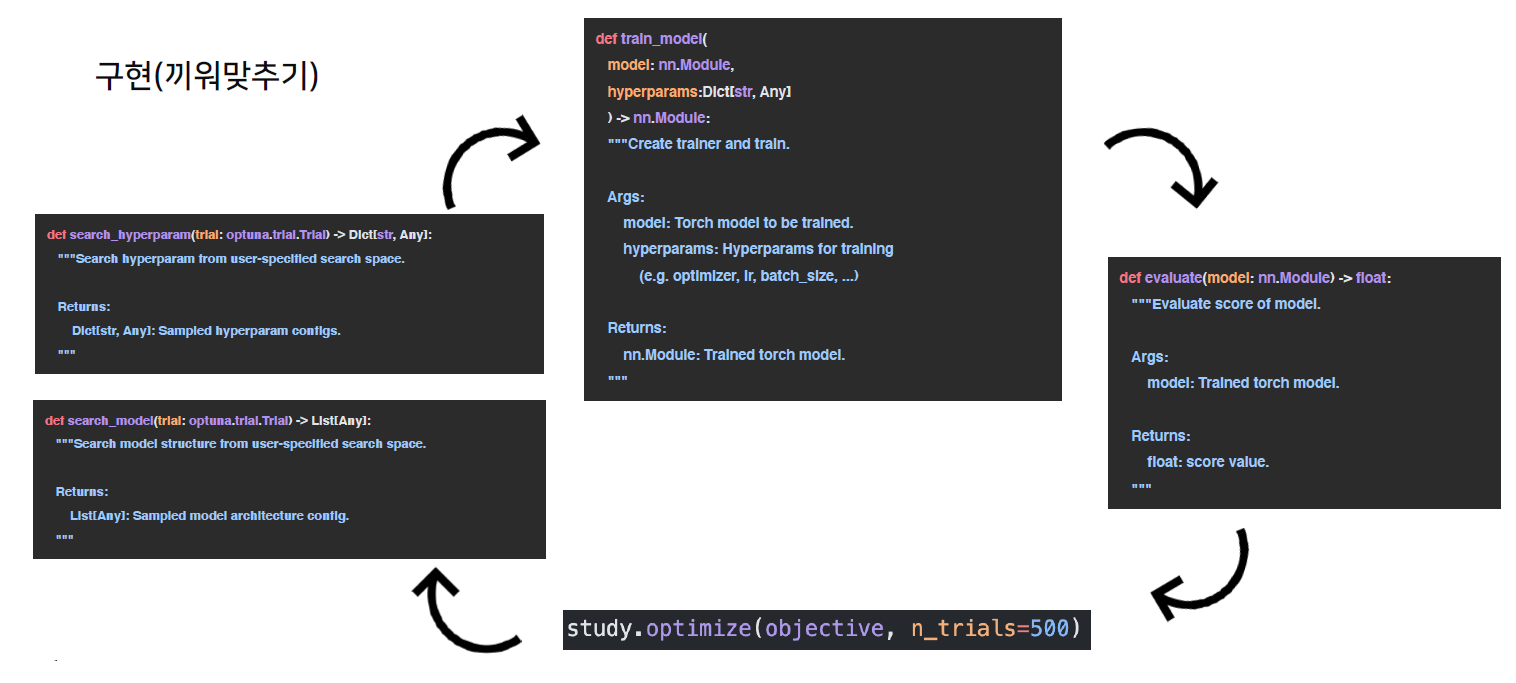 구현(끼워맞추기)
def search_hyperparam(trial: optuna.trial.Trial) -> Dict[str, Any]:
"""Search hyperparam from user-specified search space.
Returns:
Dict[str, Any]: Sampled hyperparam configs.
"""
def search_model(trial: optuna.trial.Trial) -> List[Any]:
"""Search model structure from user-specified search space.
Returns:
List[Any]: Sampled model architecture config.
"""
def train_model(
model: nn.Module,
hyperparams:Dict[str, Any]
) -> nn.Module:
"""Create trainer and train.
Args:
model: Torch model to be trained.
hyperparams: Hyperparams for training
(e.g. optimizer, lr, batch_size, ...)
Returns:
nn.Module: Trained torch model.
"""
def evaluate(model: nn.Module) -> float:
"""Evaluate score of model.
Args:
model: Trained torch model.
Returns:
float: score value.
"""
study.optimize(objective, n_trials=500)